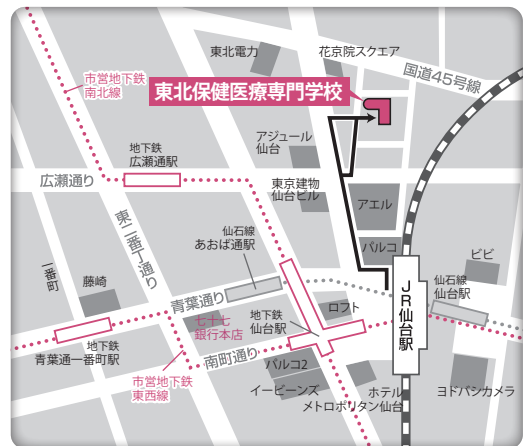 東北電力
花京院スクエア
国道45号線
市営地下鉄
南北線
東北保健医療専門学校
アジュール
仙台
地下鉄
広瀬通駅
広瀬通り
東京建物
仙台ビル
アエル
東二番丁通り
仙石線
あおば通駅
パルコ
ビビ
一番町
藤崎
青葉通り
JR仙台駅
仙石線
仙台駅
七十七
銀行本店
地下鉄
仙台駅
ロフト
地下鉄
青葉通一番町駅
南町通り
パルコ2
市営地下鉄
東西線
イービーンズ
ホテル
メトロポリタン仙台
ヨドバシカメラ